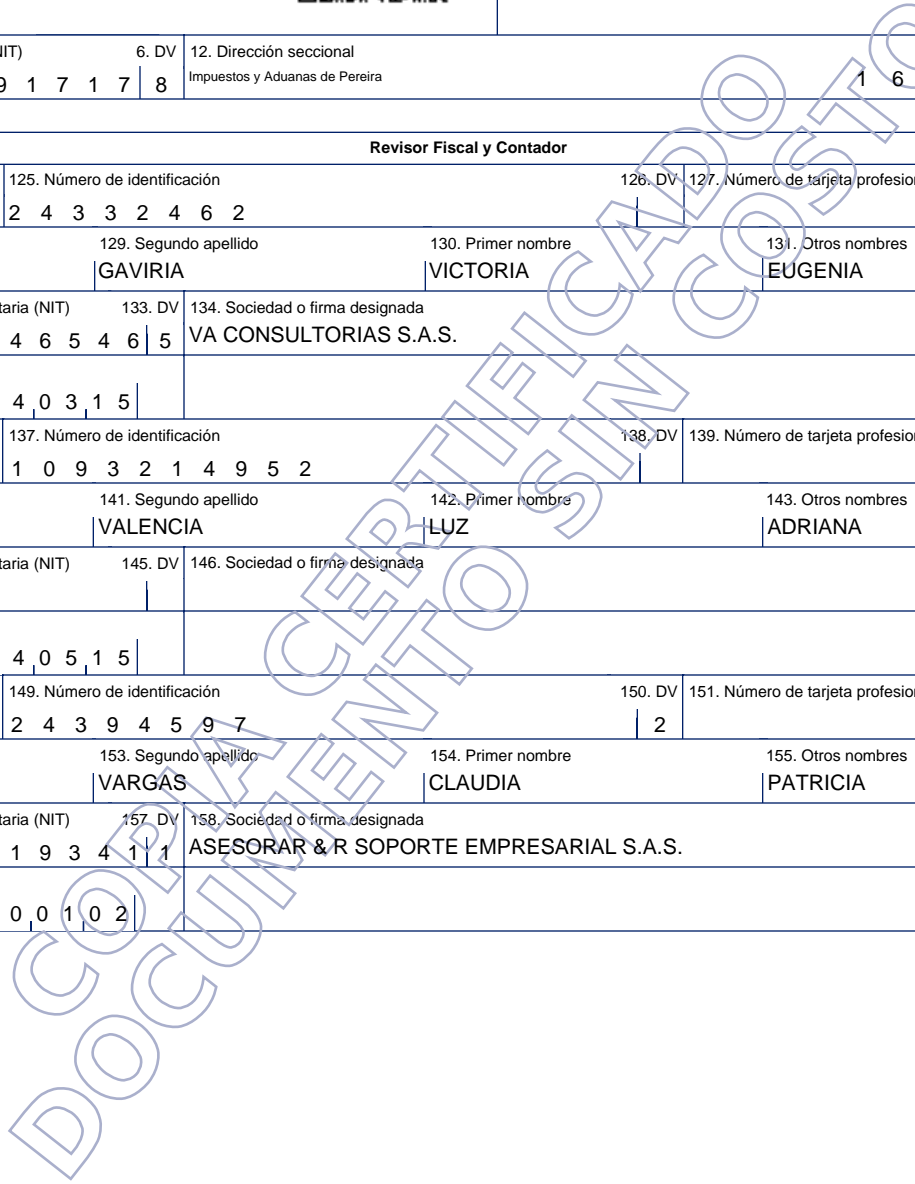 NIT) 6. DV 12. Dirección seccional
9 1 7 1 7 8 Impuestos y Aduanas de Pereira 1 6
Revisor Fiscal y Contador
125. Número de identificación 126. DV 127. Número de tarjeta profesion
2 4 3 3 2 4 6 2
129. Segundo apellido 130. Primer nombre 131. Otros nombres
GAVIRIA VICTORIA EUGENIA
taria (NIT) 133. DV 134. Sociedad o firma designada
4 6 5 4 6 5 VA CONSULTORIAS S.A.S.
4 0 3 1 5
137. Número de identificación 138. DV 139. Número de tarjeta profesion
1 0 9 3 2 1 4 9 5 2
141. Segundo apellido 142. Primer nombre 143. Otros nombres
VALENCIA LUZ ADRIANA
taria (NIT) 145. DV 146. Sociedad o firma designada
4 0 5 1 5
149. Número de identificación 150. DV 151. Número de tarjeta profesion
2 4 3 9 4 5 9 7 2
153. Segundo apellido 154. Primer nombre 155. Otros nombres
VARGAS CLAUDIA PATRICIA
taria (NIT) 157. DV 158. Sociedad o firma designada
1 9 3 4 1 1 ASESORAR & R SOPORTE EMPRESARIAL S.A.S.
0 0 1 0 2
COPIA CERTIFICADO
DOCUMENTO SIN COSTO